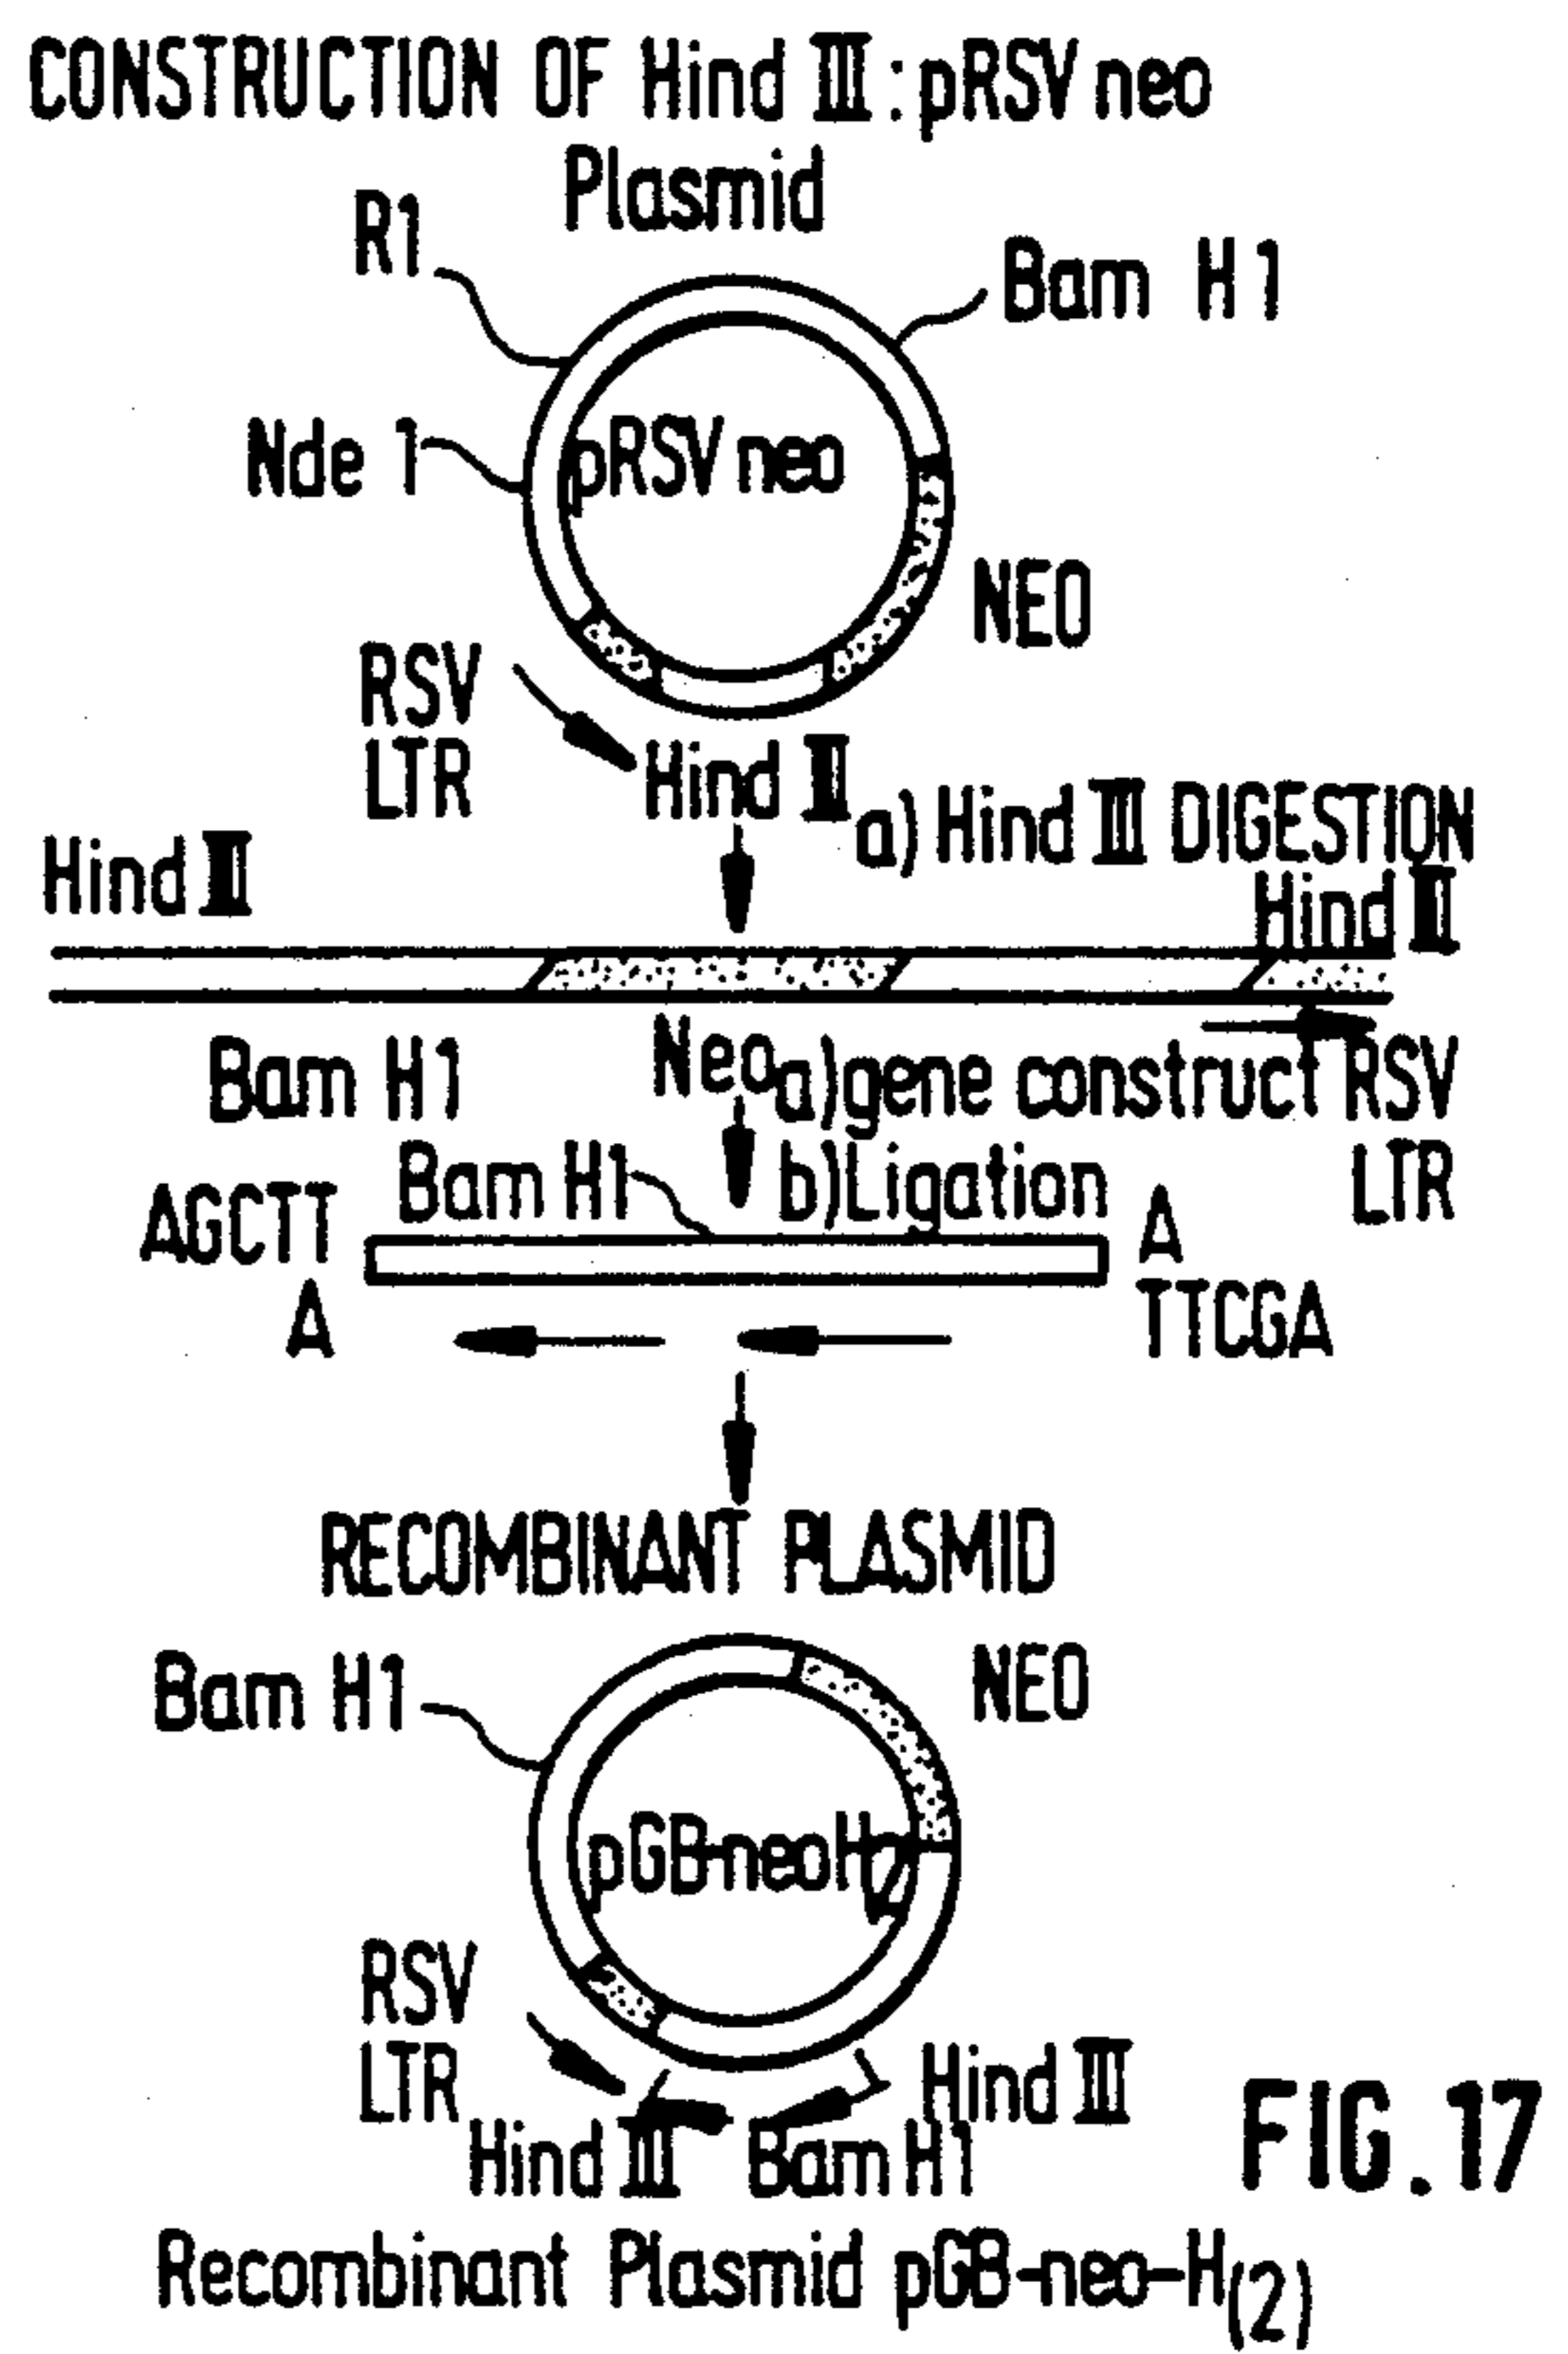 CONSTRUCTION OF Hind III : pRSV neo
Plasmid
R1
Bam H1
Nde 1
pRSV neo
NEO
RSV
LTR
Hind II
a) Hind III DIGESTION
Hind II
Hind II
Bam H1
Neo
a) gene construct
RSV
LTR
Bam H1
b) Ligation
AGCTT
A
A
TTCGA
RECOMBINANT PLASMID
Bam H1
NEO
pGB-neoH2
RSV
LTR
Hind III
Hind III
Bam H1
FIG. 17
Recombinant Plasmid pGB-neo-H(2)